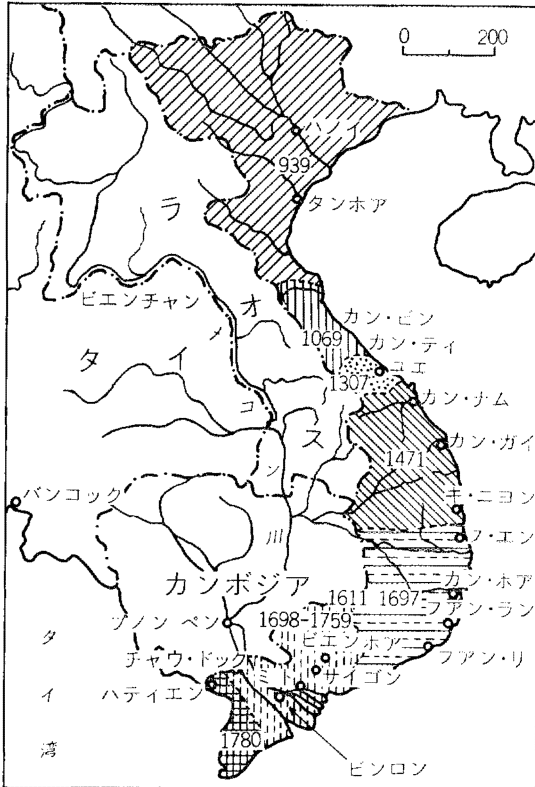 0 200
ハノイ
939
タンホア
ラオス
ビエンチャン
メコン川
カン・ビン
1069
カン・ティ
ユエ
1307
タイ
カン・ナム
カン・ガイ
1471
バンコック
キ・ニヨン
フ・エン
カンボジア
カン・ホア
1611 1697
ファン・ラン
プノンペン
1698-1759
ビエンホア
ファン・リ
チャウ・ドック
ミト
サイゴン
ハティエン
タイ湾
1780
ビンロン